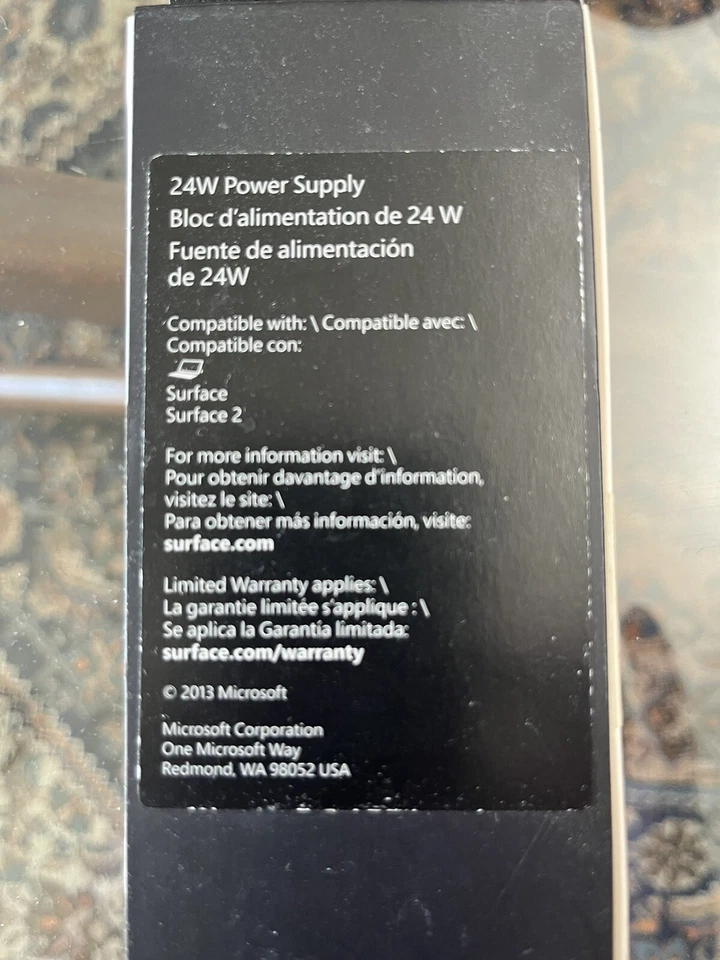 24W Power Supply
Bloc d'alimentation de 24 W
Fuente de alimentación
de 24W
Compatible with: \ Compatible avec: \
Compatible con:
Surface
Surface 2
For more information visit: \
Pour obtenir davantage d'information,
visitez le site: \
Para obtener más información, visite:
surface.com
Limited Warranty applies: \
La garantie limitée s'applique : \
Se aplica la Garantía limitada:
surface.com/warranty
© 2013 Microsoft
Microsoft Corporation
One Microsoft Way
Redmond, WA 98052 USA